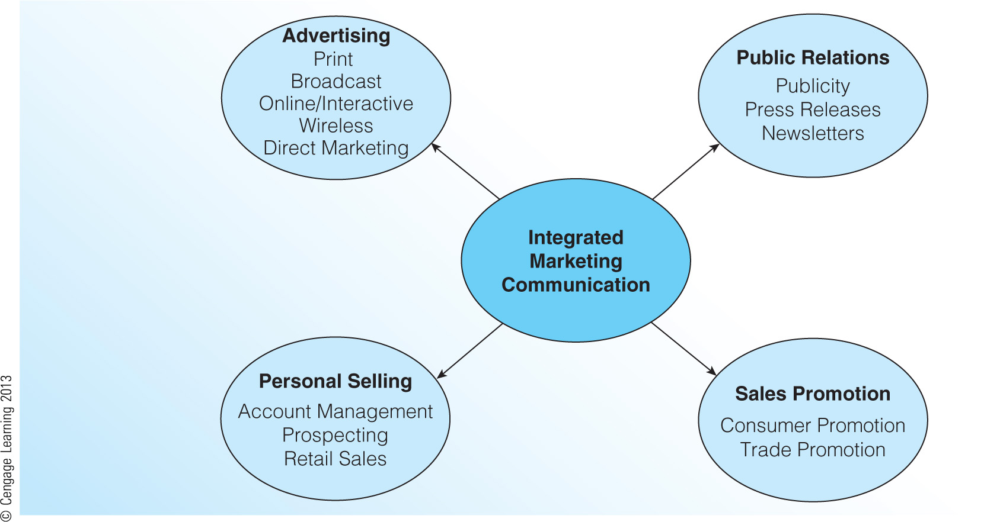 Advertising
Print
Broadcast
Online/Interactive
Wireless
Direct Marketing
Public Relations
Publicity
Press Releases
Newsletters
Integrated
Marketing
Communication
Personal Selling
Account Management
Prospecting
Retail Sales
Sales Promotion
Consumer Promotion
Trade Promotion
© Cengage Learning 2013